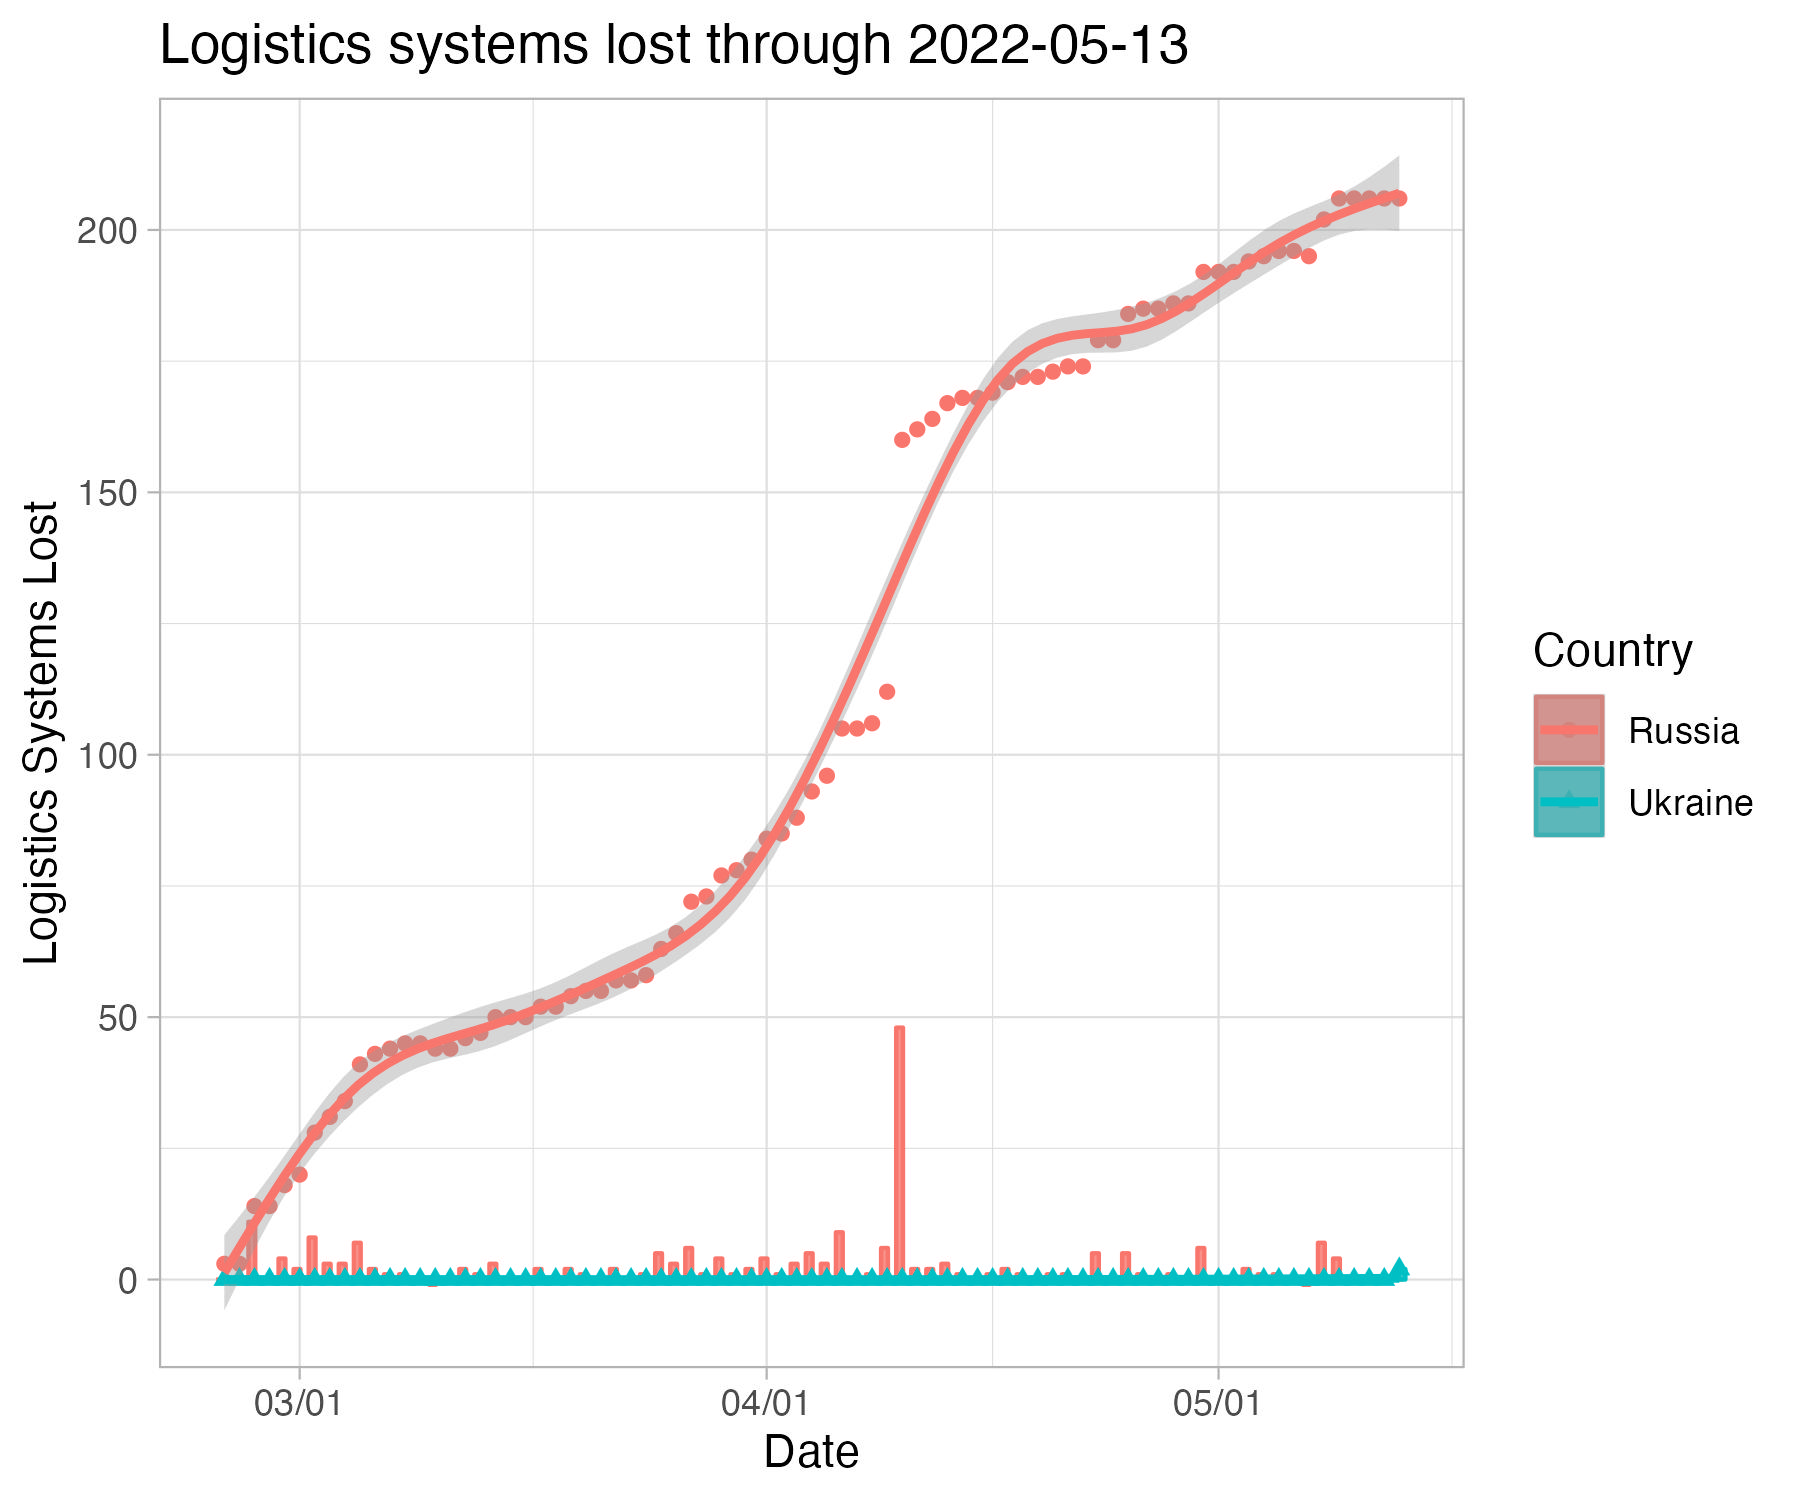 Logistics systems lost through 2022-05-13
Logistics Systems Lost
200
150
100
50
0
03/01 04/01 05/01
Date
Country
Russia
Ukraine